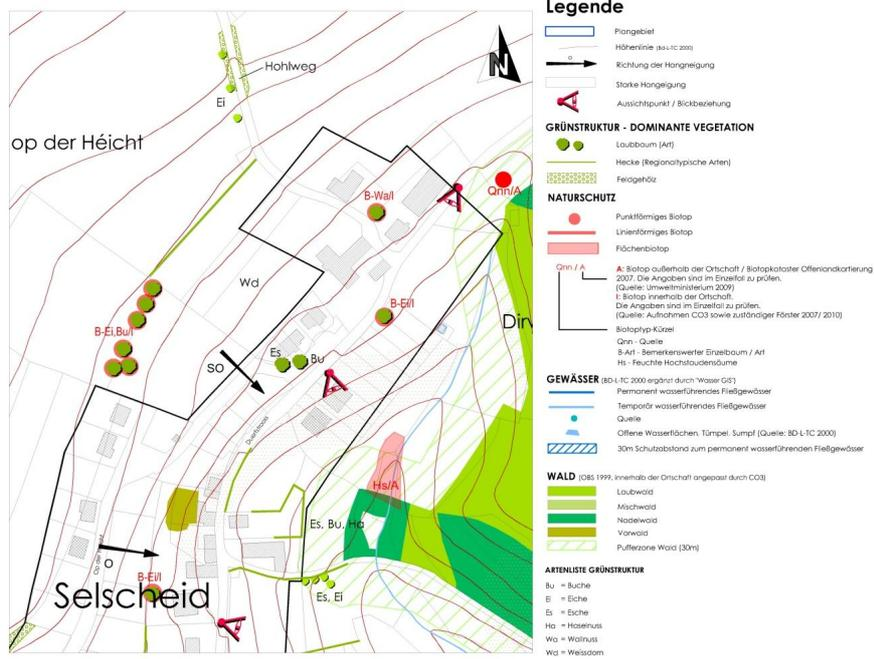 Hohlweg
Ei
N
op der Héicht
Qnn/A
B-Wa/I
Wd
B-Ei/I
B-Ei,Bu/I
Es
Bu
SO
Duerfstrooss
Hs/A
Es, Bu, Ha
O
B-Ei/I
Selscheid
Es, Ei
Legende
Plangebiet
Höhenlinie (Bd-L-TC 2000)
Richtung der Hangneigung
Starke Hangeigung
Aussichtspunkt / Blickbeziehung
GRÜNSTRUKTUR - DOMINANTE VEGETATION
Laubbaum (Art)
Hecke (Regionaltypische Arten)
Feldgehölz
NATURSCHUTZ
Punktförmiges Biotop
Linienförmiges Biotop
Flächenbiotop
Qnn / A
A: Biotop außerhalb der Ortschaft / Biotopkataster Offenlandkartierung
2007. Die Angaben sind im Einzelfall zu prüfen.
(Quelle: Umweltministerium 2009)
I: Biotop innerhalb der Ortschaft.
Die Angaben sind im Einzelfall zu prüfen.
(Quelle: Aufnahmen CO3 sowie zuständiger Förster 2007/ 2010)
Biotoptyp-Kürzel
Qnn - Quelle
B-Art - Bemerkenswerter Einzelbaum / Art
Hs - Feuchte Hochstaudensäume
GEWÄSSER (BD-L-TC 2000 ergänzt durch "Wasser GIS")
Permanent wasserführendes Fließgewässer
Temporär wasserführendes Fließgewässer
Quelle
Offene Wasserflächen, Tümpel, Sumpf (Quelle: BD-L-TC 2000)
30m Schutzabstand zum permanent wasserführenden Fließgewässer
WALD (OBS 1999, innerhalb der Ortschaft angepasst durch CO3)
Laubwald
Mischwald
Nadelwald
Vorwald
Pufferzone Wald (30m)
ARTENLISTE GRÜNSTRUKTUR
Bu = Buche
Ei = Eiche
Es = Esche
Ha = Haselnuss
Wa = Wallnuss
Wd = Weissdorn